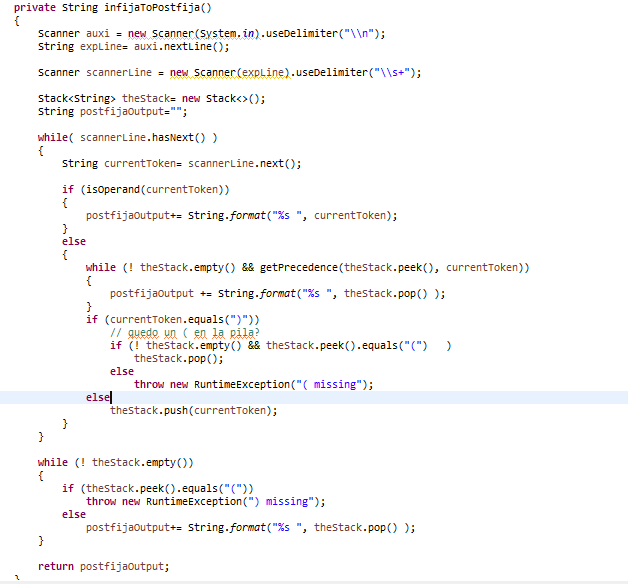 private String infijaToPostfija()
{
    Scanner auxi = new Scanner(System.in).useDelimiter("\\n");
    String expLine= auxi.nextLine();

    Scanner scannerLine = new Scanner(expLine).useDelimiter("\\s+");

    Stack<String> theStack= new Stack<>();
    String postfijaOutput="";

    while( scannerLine.hasNext() )
    {
        String currentToken= scannerLine.next();

        if (isOperand(currentToken))
        {
            postfijaOutput+= String.format("%s ", currentToken);
        }
        else
        {
            while (! theStack.empty() && getPrecedence(theStack.peek(), currentToken))
            {
                postfijaOutput += String.format("%s ", theStack.pop() );
            }
            if (currentToken.equals(")"))
                // quedo un ( en la pila?
                if (! theStack.empty() && theStack.peek().equals("(")   )
                    theStack.pop();
                else
                    throw new RuntimeException("( missing");
            else
                theStack.push(currentToken);
        }
    }

    while (! theStack.empty())
    {
        if (theStack.peek().equals("("))
            throw new RuntimeException(") missing");
        else
            postfijaOutput+= String.format("%s ", theStack.pop() );
    }

    return postfijaOutput;
}